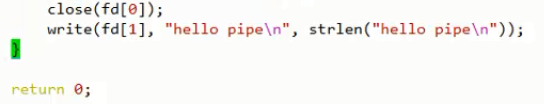 close(fd[0]);
write(fd[1], "hello pipe\n", strlen("hello pipe\n"));
}
return 0;